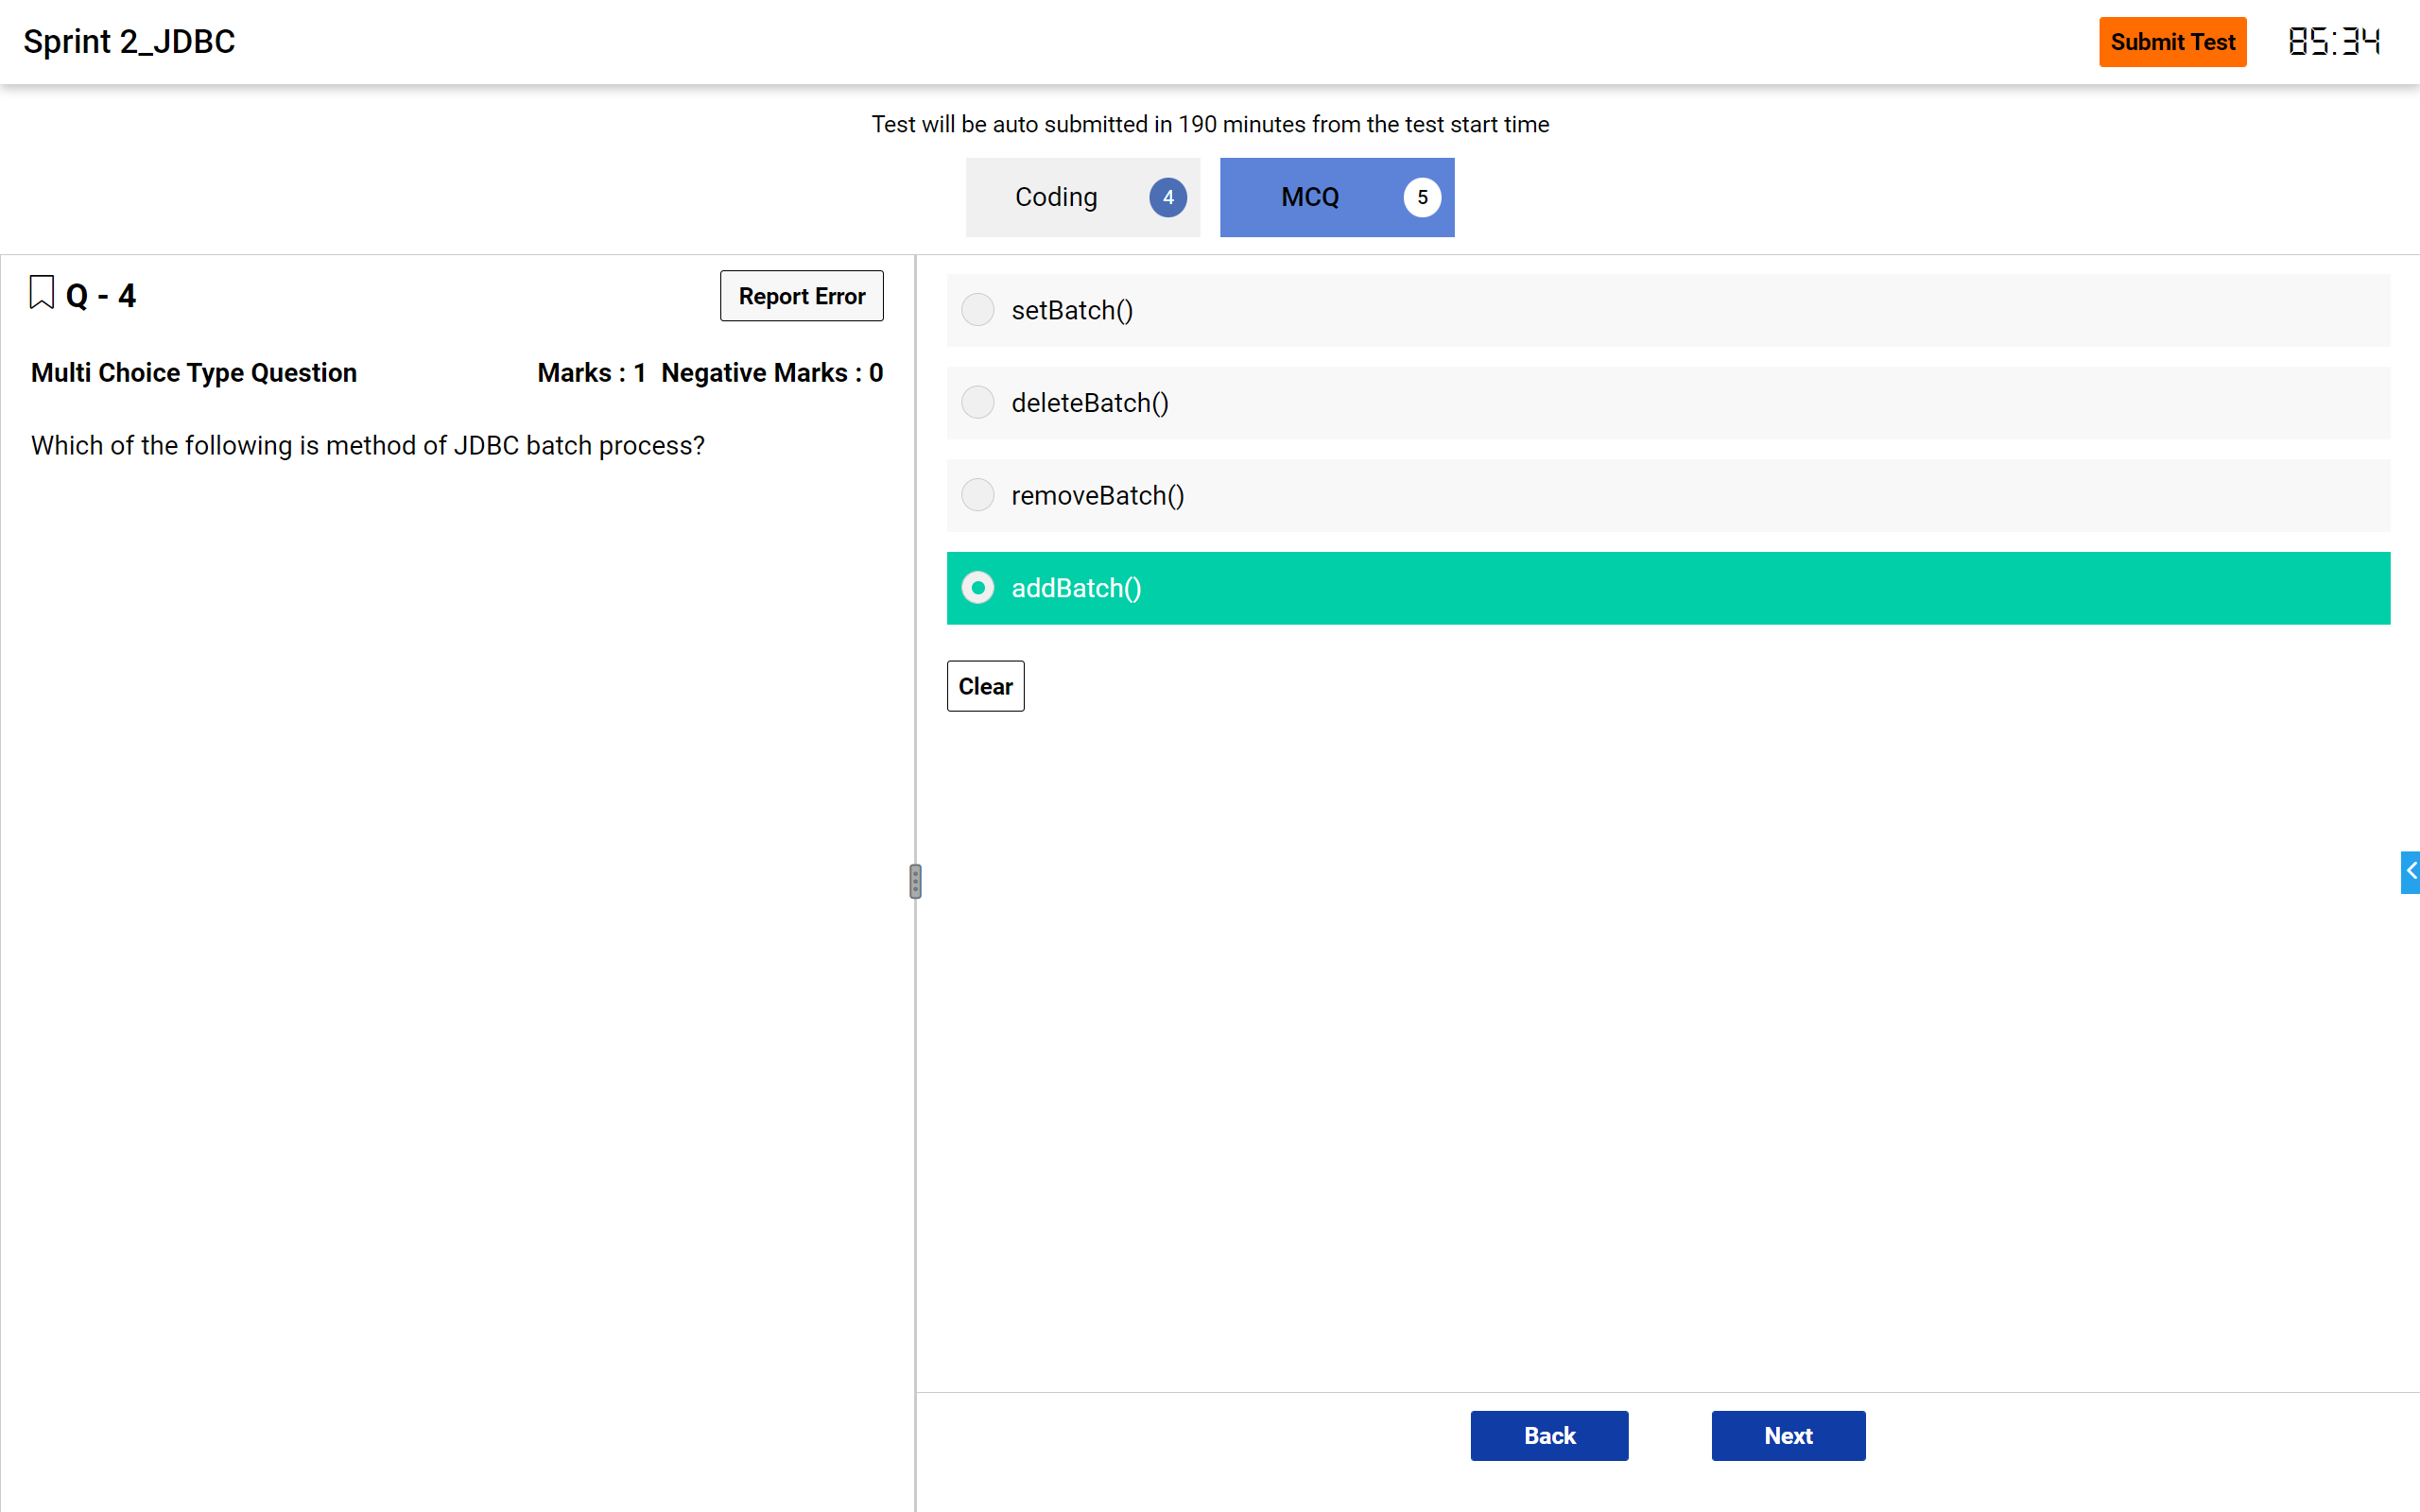 Sprint 2_JDBC
Submit Test
85:34
Test will be auto submitted in 190 minutes from the test start time
Coding 4
MCQ 5
Q - 4
Report Error
Multi Choice Type Question
Marks : 1 Negative Marks : 0
Which of the following is method of JDBC batch process?
setBatch()
deleteBatch()
removeBatch()
addBatch()
Clear
Back
Next